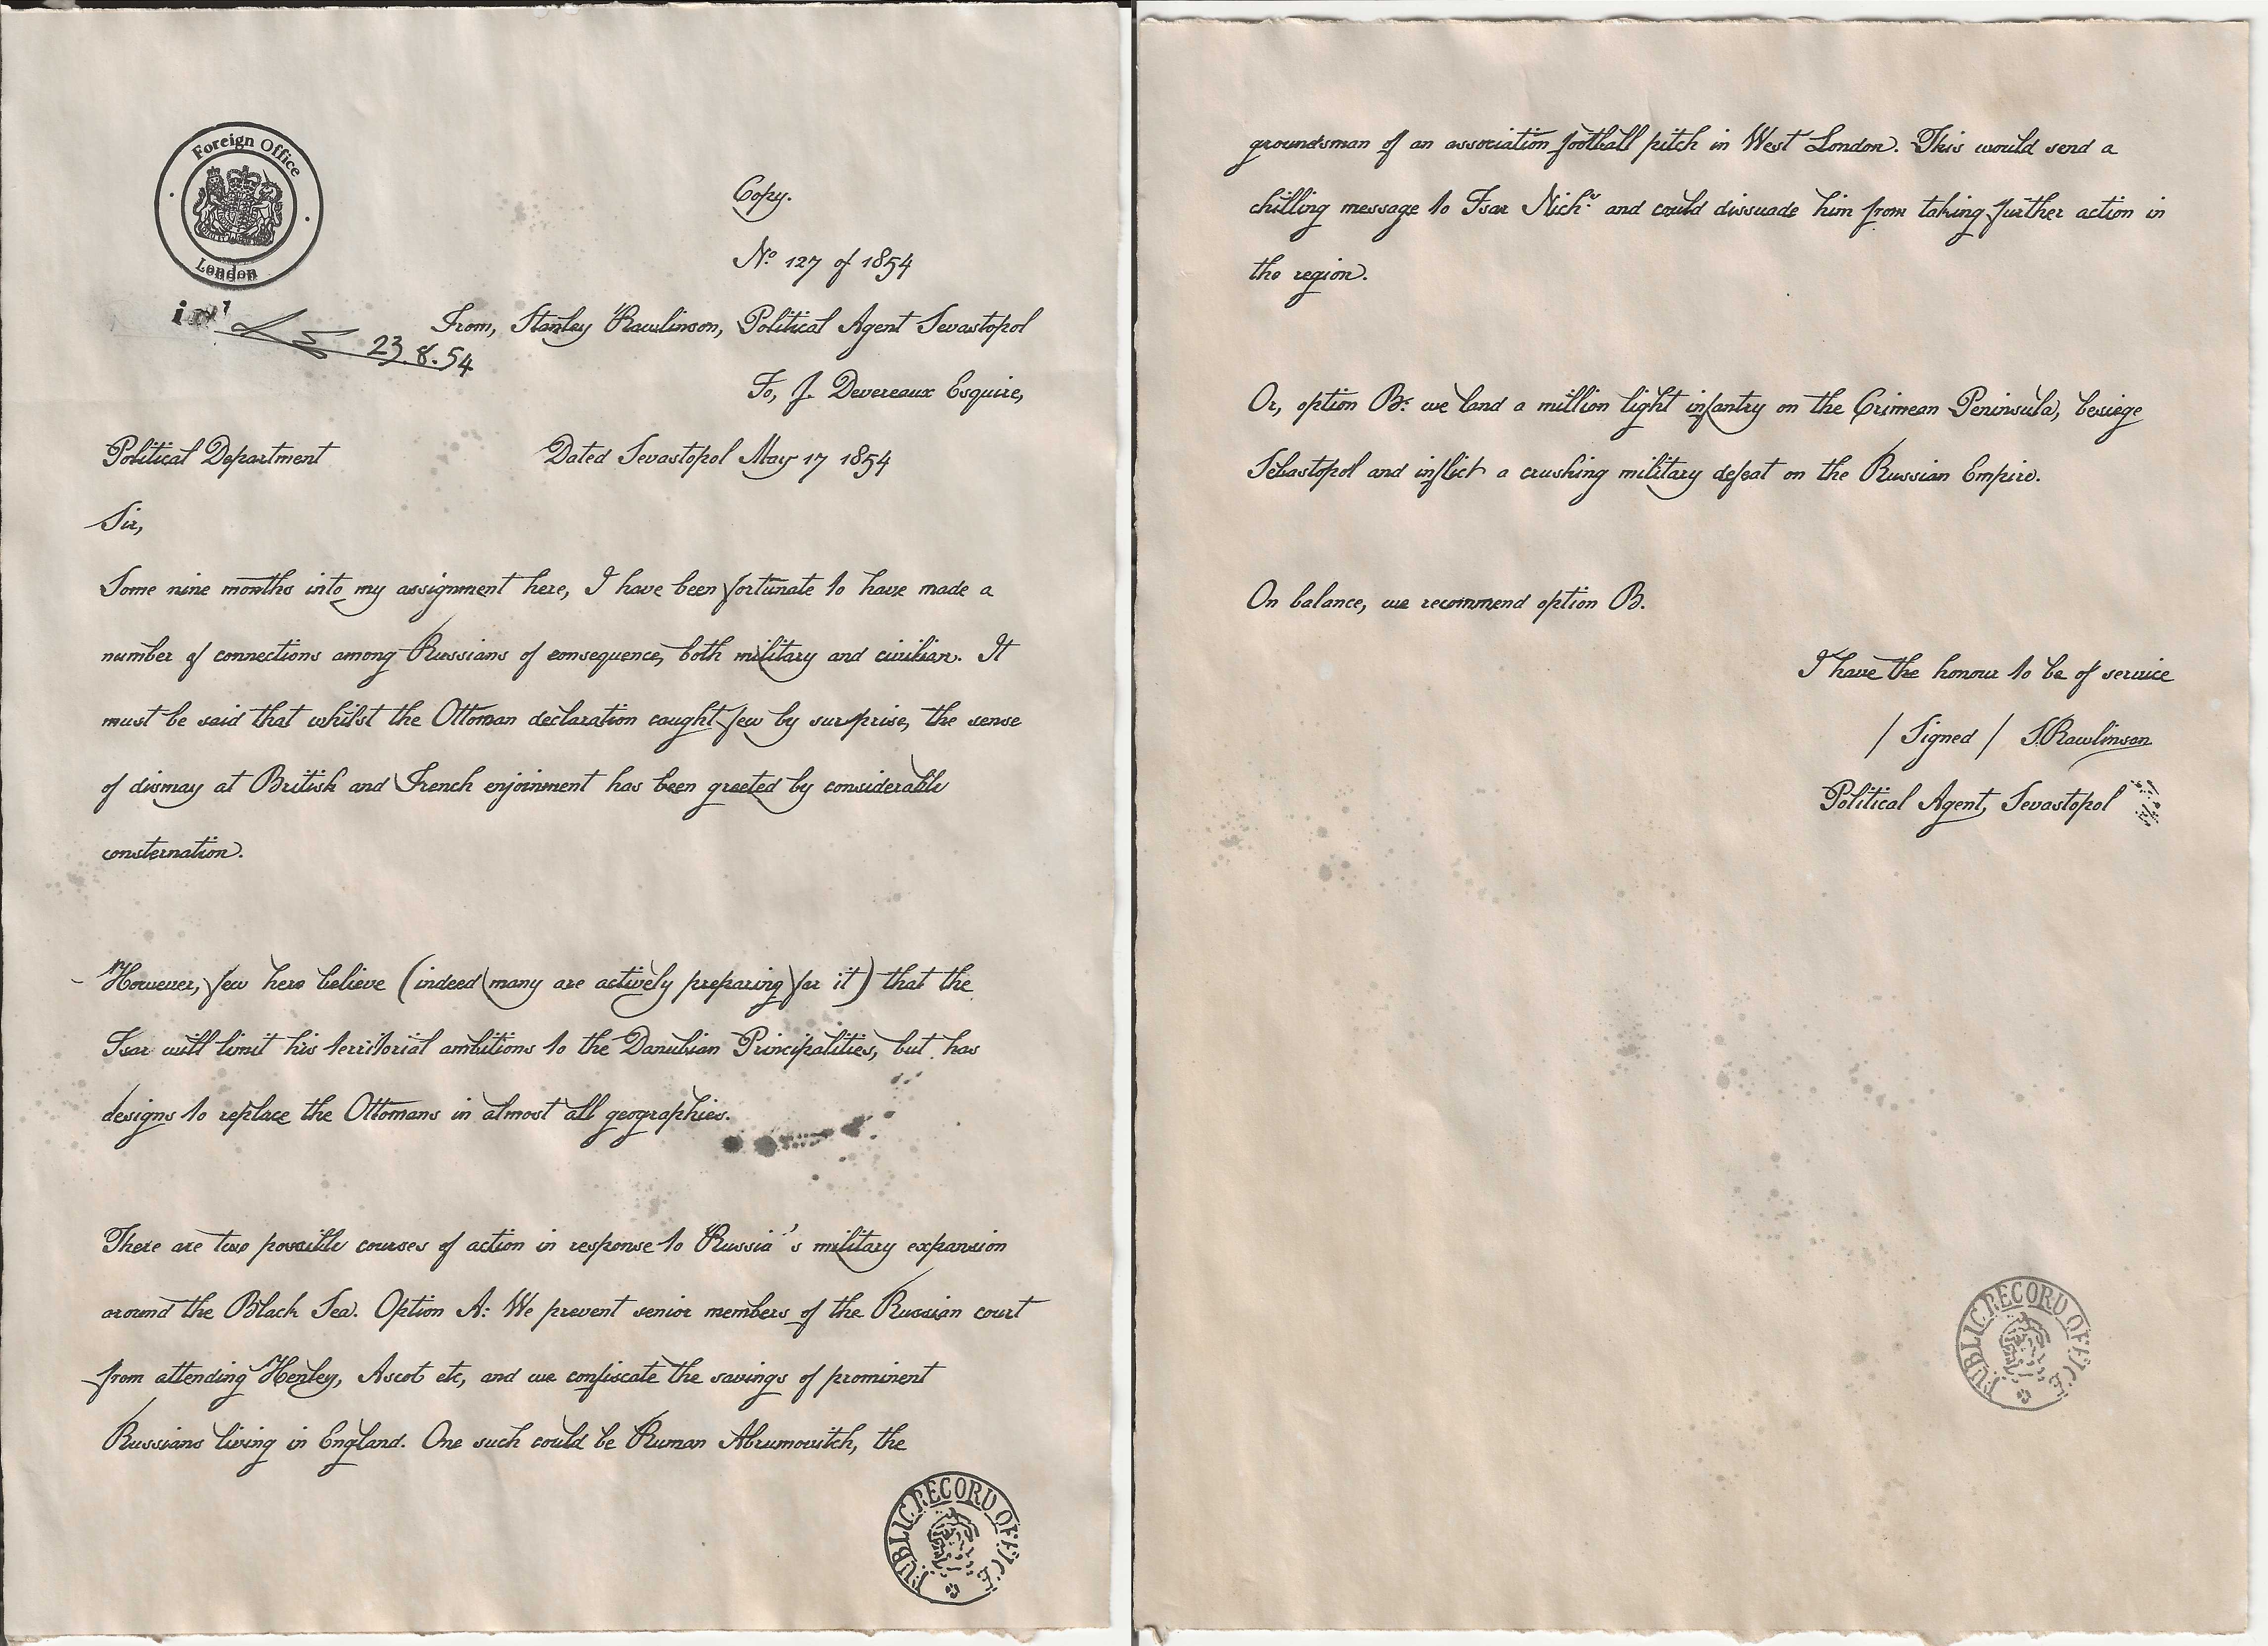 Foreign Office
London
Copy.
Nº 127 of 1854
23.8.54
From, Stanley Rawlinson, Political Agent Sevastopol
To, J. Devereaux Esquire,
Political Department
Dated Sevastopol May 17 1854
Sir,
Some nine months into my assignment here, I have been fortunate to have made a
number of connections among Russians of consequence, both military and civilian. It
must be said that whilst the Ottoman declaration caught few by surprise, the sense
of dismay at British and French enjoinment has been greeted by considerable
consternation.
However, few here believe (indeed many are actively preparing for it) that the
Tsar will limit his territorial ambitions to the Danubian Principalities, but has
designs to replace the Ottomans in almost all geographies.
There are two possible courses of action in response to Russia's military expansion
around the Black Sea. Option A: We prevent senior members of the Russian court
from attending Henley, Ascot etc, and we confiscate the savings of prominent
Russians living in England. One such could be Ruman Abrumovitch, the
PUBLIC RECORD OFFICE
groundsman of an association football pitch in West London. This would send a
chilling message to Tsar Nichˢ and could dissuade him from taking further action in
the region.
Or, option B: we land a million light infantry on the Crimean Peninsula, besiege
Sebastopol and inflict a crushing military defeat on the Russian Empire.
On balance, we recommend option B.
I have the honour to be of service
/ Signed / S.Rawlinson
Political Agent, Sevastopol
PUBLIC RECORD OFFICE